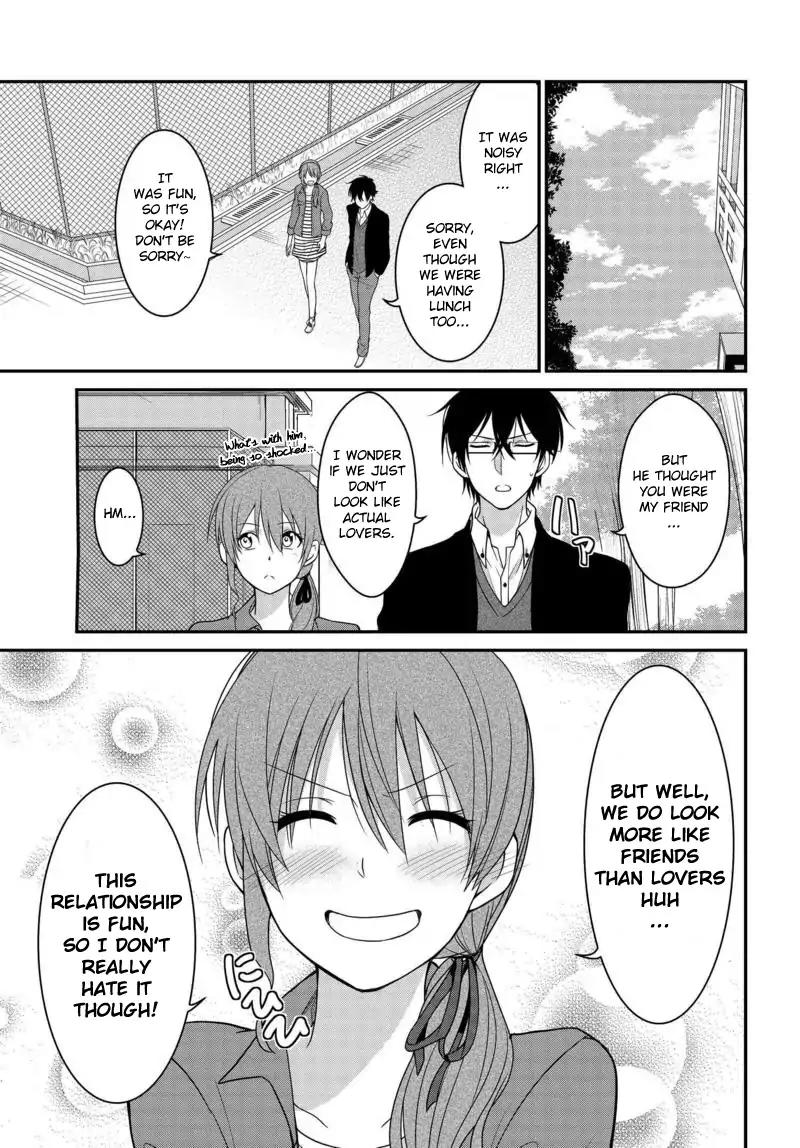 IT WAS
NOISY
RIGHT
...
SORRY,
EVEN
THOUGH
WE WERE
HAVING
LUNCH
TOO...
IT
WAS FUN,
SO IT'S
OKAY!
DON'T BE
SORRY~
BUT
HE THOUGHT
YOU WERE
MY FRIEND
...
ハァ
I WONDER
IF WE JUST
DON'T
LOOK LIKE
ACTUAL
LOVERS.
What's with him,
being so shocked...
HM...
BUT WELL,
WE DO LOOK
MORE LIKE
FRIENDS
THAN LOVERS
HUH
...
THIS
RELATIONSHIP
IS FUN,
SO I DON'T
REALLY
HATE IT
THOUGH!
にひひ